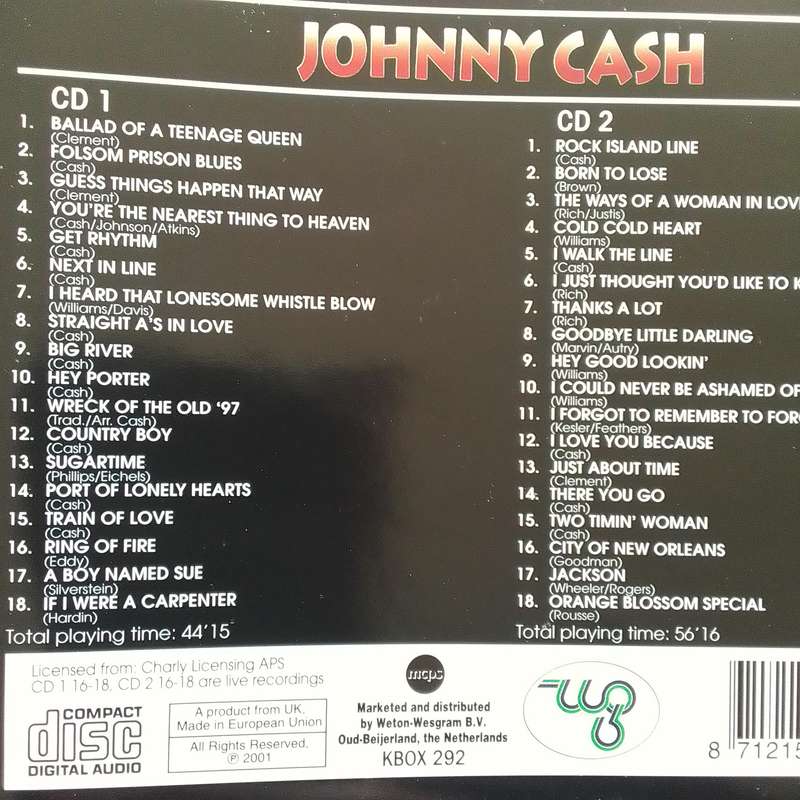 JOHNNY CASH
CD 1
1. BALLAD OF A TEENAGE QUEEN
(Clement)
2. FOLSOM PRISON BLUES
(Cash)
3. GUESS THINGS HAPPEN THAT WAY
(Clement)
4. YOU'RE THE NEAREST THING TO HEAVEN
(Cash/Johnson/Atkins)
5. GET RHYTHM
(Cash)
6. NEXT IN LINE
(Cash)
7. I HEARD THAT LONESOME WHISTLE BLOW
(Williams/Davis)
8. STRAIGHT A'S IN LOVE
(Cash)
9. BIG RIVER
(Cash)
10. HEY PORTER
(Cash)
11. WRECK OF THE OLD '97
(Trad./Arr. Cash)
12. COUNTRY BOY
(Cash)
13. SUGARTIME
(Phillips/Eichels)
14. PORT OF LONELY HEARTS
(Cash)
15. TRAIN OF LOVE
(Cash)
16. RING OF FIRE
(Eddy)
17. A BOY NAMED SUE
(Silverstein)
18. IF I WERE A CARPENTER
(Hardin)
Total playing time: 44'15
CD 2
1. ROCK ISLAND LINE
(Cash)
2. BORN TO LOSE
(Brown)
3. THE WAYS OF A WOMAN IN LOV
(Rich/Justis)
4. COLD COLD HEART
(Williams)
5. I WALK THE LINE
(Cash)
6. I JUST THOUGHT YOU'D LIKE TO K
(Rich)
7. THANKS A LOT
(Rich)
8. GOODBYE LITTLE DARLING
(Marvin/Autry)
9. HEY GOOD LOOKIN'
(Williams)
10. I COULD NEVER BE ASHAMED OF
(Williams)
11. I FORGOT TO REMEMBER TO FOR
(Kesler/Feathers)
12. I LOVE YOU BECAUSE
(Cash)
13. JUST ABOUT TIME
(Clement)
14. THERE YOU GO
(Cash)
15. TWO TIMIN' WOMAN
(Cash)
16. CITY OF NEW ORLEANS
(Goodman)
17. JACKSON
(Wheeler/Rogers)
18. ORANGE BLOSSOM SPECIAL
(Rousse)
Total playing time: 56'16
Licensed from: Charly Licensing APS
CD 1 16-18, CD 2 16-18 are live recordings
COMPACT
disc
DIGITAL AUDIO
A product from UK.
Made in European Union
All Rights Reserved.
℗ 2001
mcps
Marketed and distributed
by Weton-Wesgram B.V.
Oud-Beijerland, the Netherlands
KBOX 292
8 71215